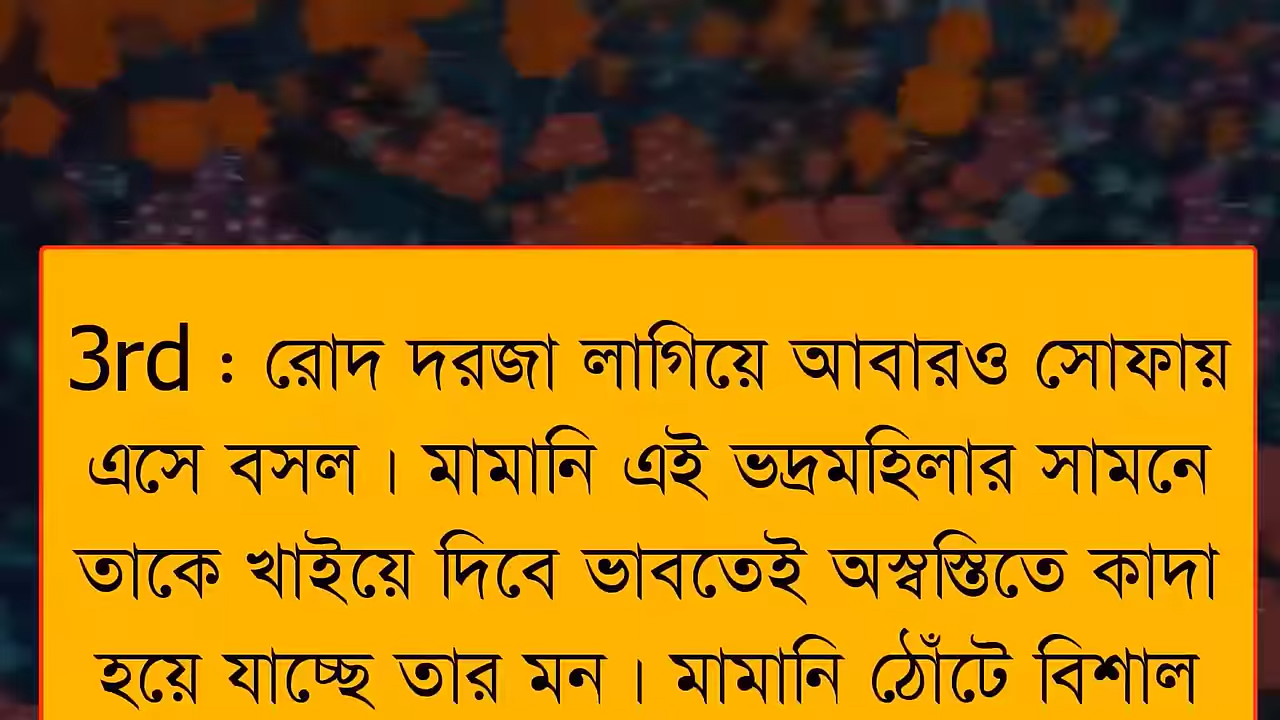 3rd : রোদ দরজা লাগিয়ে আবারও সোফায়
এসে বসল । মামানি এই ভদ্রমহিলার সামনে
তাকে খাইয়ে দিবে ভাবতেই অস্বস্তিতে কাদা
হয়ে যাচ্ছে তার মন । মামানি ঠোঁটে বিশাল